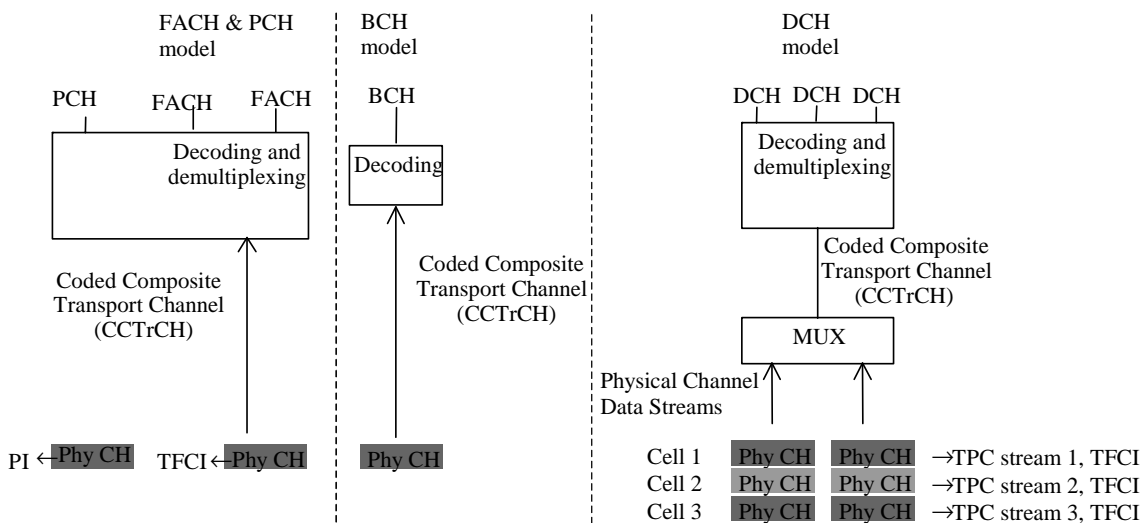 FACH & PCH
model
PCH
FACH
FACH
Decoding and
demultiplexing
Coded Composite
Transport Channel
(CCTrCH)
PI ← Phy CH
TFCI ← Phy CH
BCH
model
BCH
Decoding
Coded Composite
Transport Channel
(CCTrCH)
Phy CH
DCH
model
DCH DCH DCH
Decoding and
demultiplexing
Coded Composite
Transport Channel
(CCTrCH)
MUX
Physical Channel
Data Streams
Cell 1 Phy CH Phy CH →TPC stream 1, TFCI
Cell 2 Phy CH Phy CH →TPC stream 2, TFCI
Cell 3 Phy CH Phy CH →TPC stream 3, TFCI